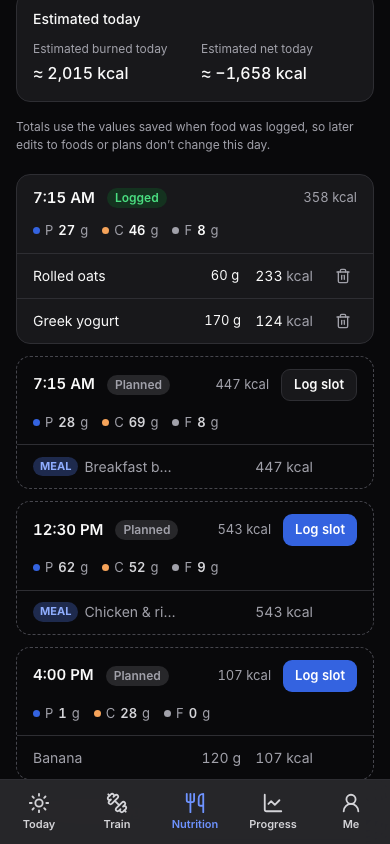 Estimated today
Estimated burned today Estimated net today
≈ 2,015 kcal ≈ −1,658 kcal
Totals use the values saved when food was logged, so later
edits to foods or plans don’t change this day.
7:15 AM Logged 358 kcal
P 27 g C 46 g F 8 g
Rolled oats 60 g 233 kcal
Greek yogurt 170 g 124 kcal
7:15 AM Planned 447 kcal Log slot
P 28 g C 69 g F 8 g
MEAL Breakfast b... 447 kcal
12:30 PM Planned 543 kcal Log slot
P 62 g C 52 g F 9 g
MEAL Chicken & ri... 543 kcal
4:00 PM Planned 107 kcal Log slot
P 1 g C 28 g F 0 g
Banana 120 g 107 kcal
Today Train Nutrition Progress Me